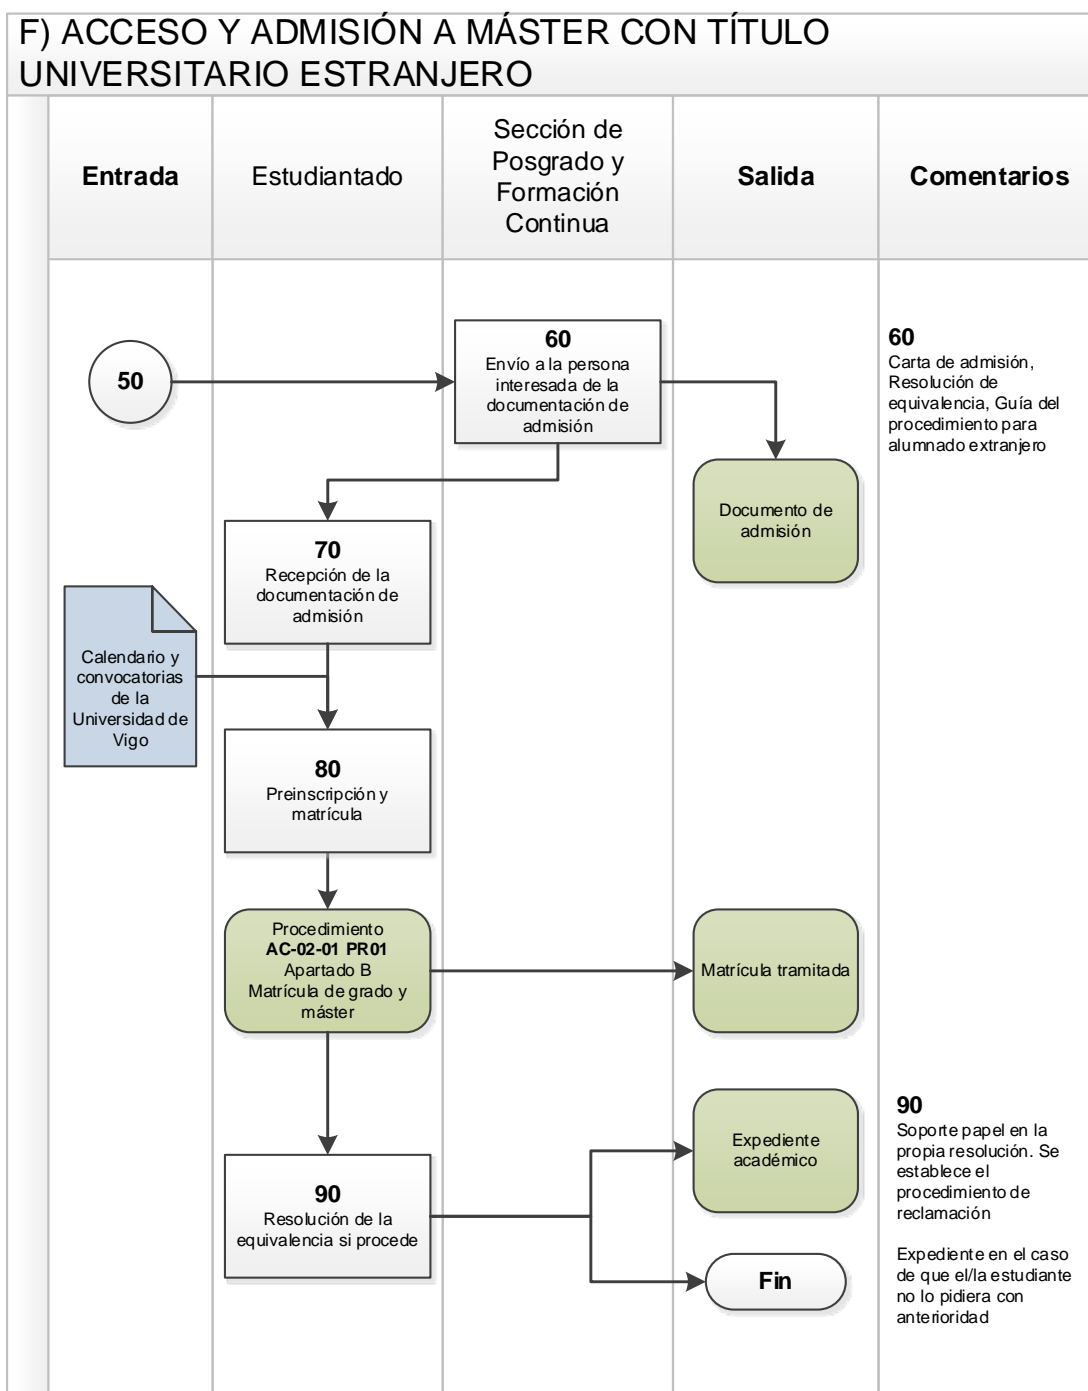 F) ACCESO Y ADMISIÓN A MÁSTER CON TÍTULO
UNIVERSITARIO ESTRANJERO
Entrada
Estudiantado
Sección de
Posgrado y
Formación
Continua
Salida
Comentarios
50
60
Envío a la persona
interesada de la
documentación de
admisión
60
Carta de admisión,
Resolución de
equivalencia, Guía del
procedimiento para
alumnado extranjero
Documento de
admisión
70
Recepción de la
documentación de
admisión
Calendario y
convocatorias
de la
Universidad de
Vigo
80
Preinscripción y
matrícula
Procedimiento
AC-02-01 PR01
Apartado B
Matrícula de grado y
máster
Matrícula tramitada
Expediente
académico
90
Soporte papel en la
propia resolución. Se
establece el
procedimiento de
reclamación
90
Resolución de la
equivalencia si procede
Fin
Expediente en el caso
de que el/la estudiante
no lo pidiera con
anterioridad